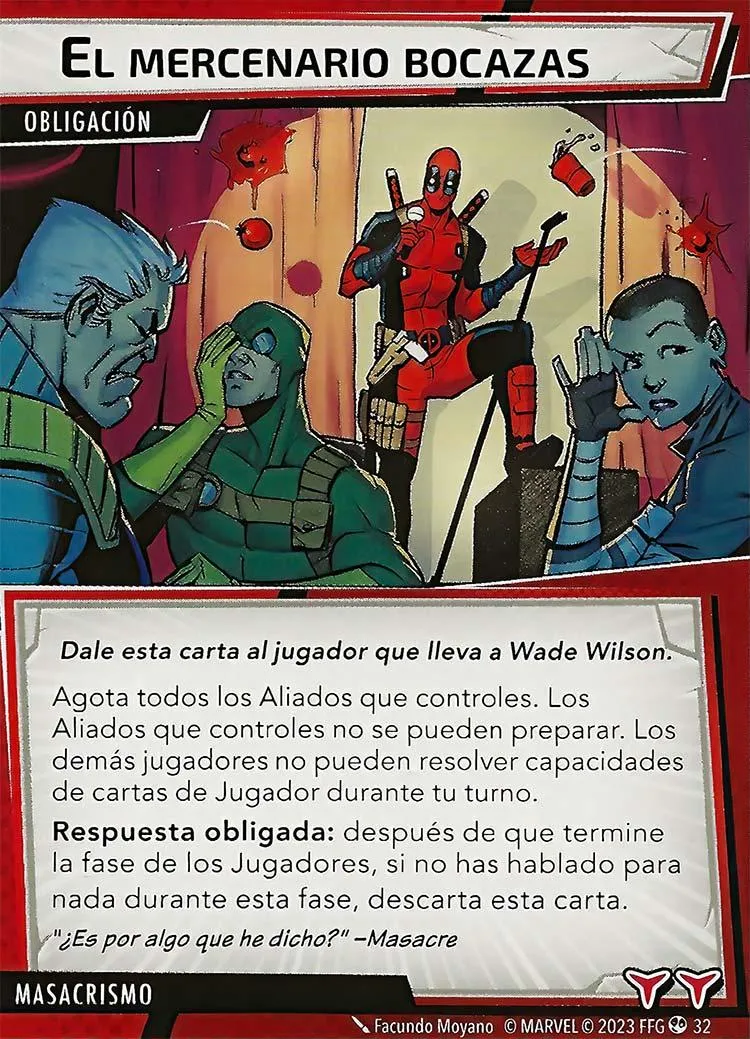 El mercenario bocazas
OBLIGACIÓN
Dale esta carta al jugador que lleva a Wade Wilson.
Agota todos los Aliados que controles. Los
Aliados que controles no se pueden preparar. Los
demás jugadores no pueden resolver capacidades
de cartas de Jugador durante tu turno.
Respuesta obligada: después de que termine
la fase de los Jugadores, si no has hablado para
nada durante esta fase, descarta esta carta.
"¿Es por algo que he dicho?" –Masacre
MASACRISMO
Facundo Moyano © MARVEL © 2023 FFG 32